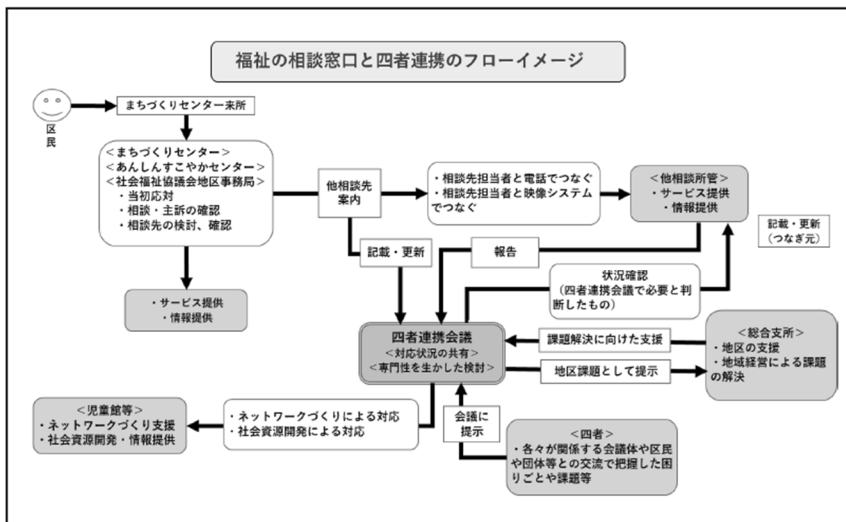 福祉の相談窓口と四者連携のフローイメージ
区民
まちづくりセンター来所
＜まちづくりセンター＞
＜あんしんすこやかセンター＞
＜社会福祉協議会地区事務局＞
・当初応対
・相談・主訴の確認
・相談先の検討、確認
他相談先
案内
・相談先担当者と電話でつなぐ
・相談先担当者と映像システム
でつなぐ
＜他相談所管＞
・サービス提供
・情報提供
記載・更新
（つなぎ元）
記載・更新
報告
状況確認
（四者連携会議で必要と判
断したもの）
・サービス提供
・情報提供
四者連携会議
＜対応状況の共有＞
＜専門性を生かした検討＞
課題解決に向けた支援
地区課題として提示
＜総合支所＞
・地区の支援
・地域経営による課題
の解決
＜児童館等＞
・ネットワークづくり支援
・社会資源開発・情報提供
・ネットワークづくりによる対応
・社会資源開発による対応
会議に
提示
＜四者＞
・各々が関係する会議体や区民
や団体等との交流で把握した困
りごとや課題等